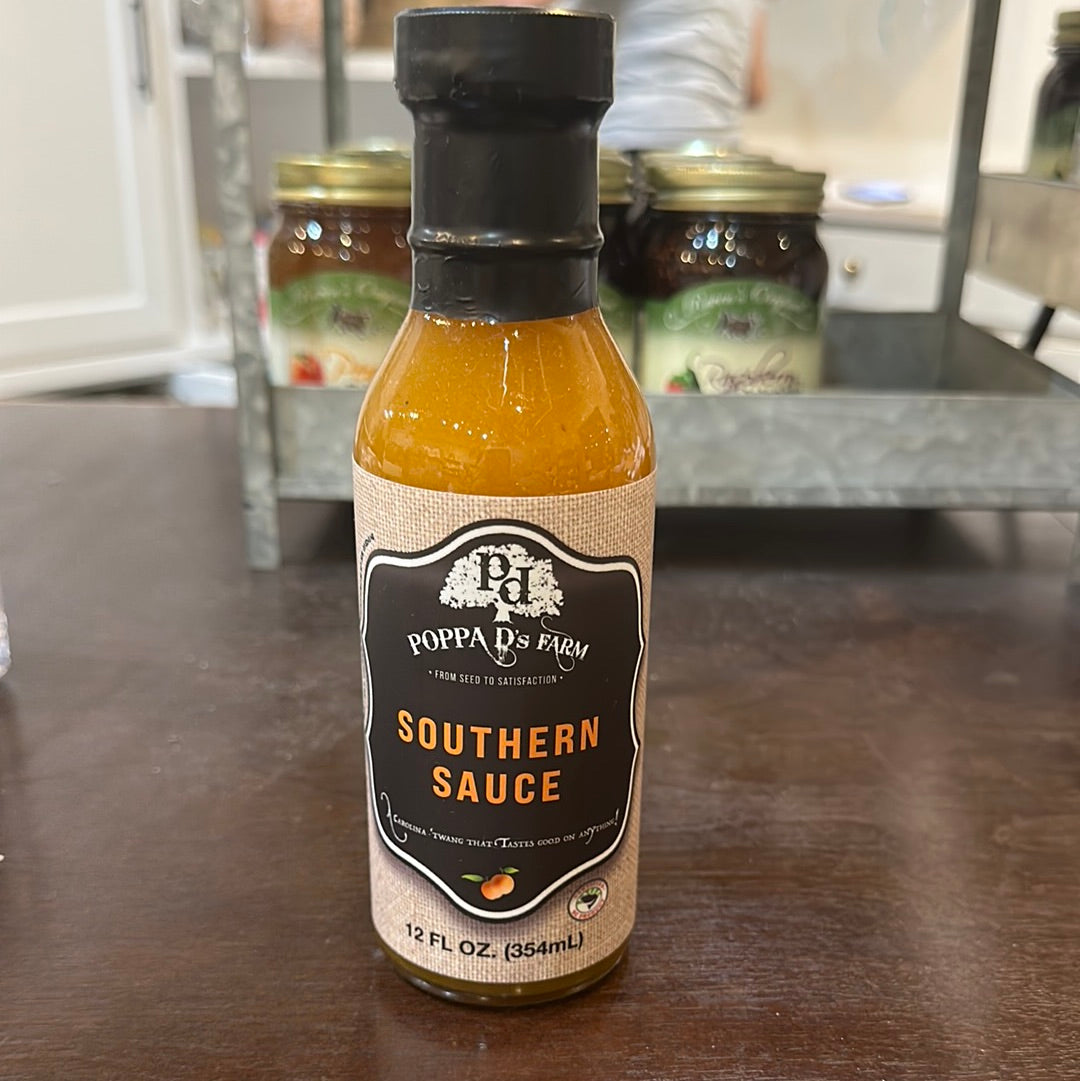 pd
POPPA D's FARM
• FROM SEED TO SATISFACTION •
SOUTHERN
SAUCE
A CAROLINA 'TWANG THAT TASTES GOOD ON ANYTHING!
12 FL OZ. (354mL)
Raspberry